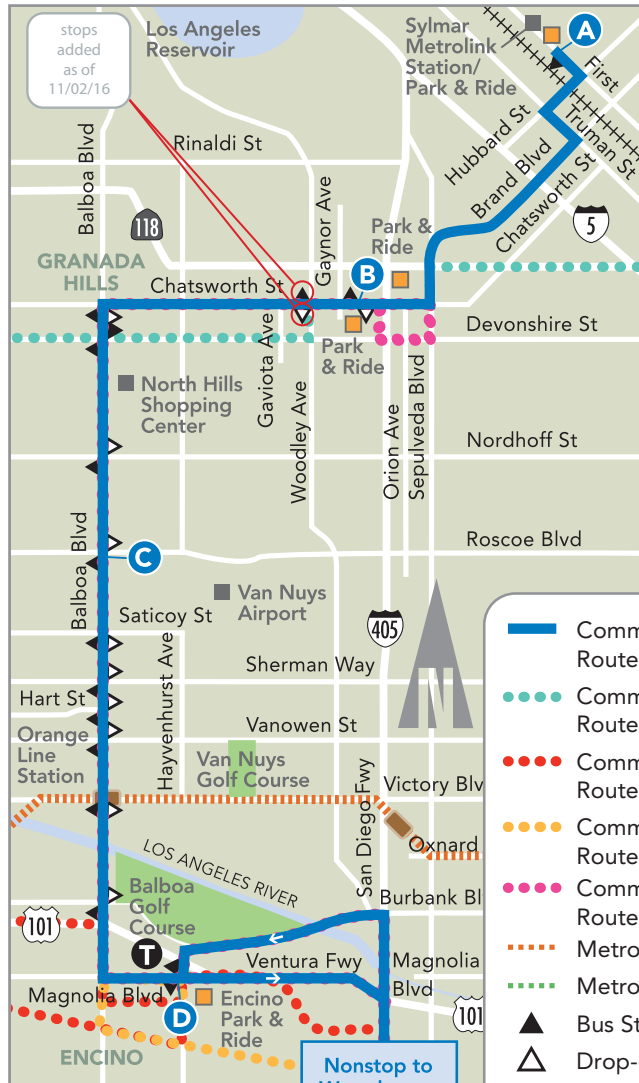 stops
added
as of
11/02/16
Los Angeles
Reservoir
Sylmar
Metrolink
Station/
Park & Ride
A
First
Truman St
Hubbard St
Brand Blvd
Chatsworth St
5
Rinaldi St
Balboa Blvd
118
Gaynor Ave
Park &
Ride
B
GRANADA
HILLS
Chatsworth St
Devonshire St
Park
& Ride
Gaviota Ave
Woodley Ave
Orion Ave
Sepulveda Blvd
North Hills
Shopping
Center
Nordhoff St
Roscoe Blvd
Balboa Blvd
C
Van Nuys
Airport
405
Saticoy St
Hayvenhurst Ave
Sherman Way
N
Hart St
Vanowen St
Orange
Line
Station
Van Nuys
Golf Course
San Diego Fwy
Victory Blv
Oxnard
LOS ANGELES RIVER
Balboa
Golf
Course
Burbank Bl
101
T
Ventura Fwy
Magnolia
Blvd
Magnolia Blvd
D
Encino
Park &
Ride
101
ENCINO
Nonstop to
Comm
Route
Comm
Route
Comm
Route
Comm
Route
Comm
Route
Metro
Metro
Bus St
Drop-